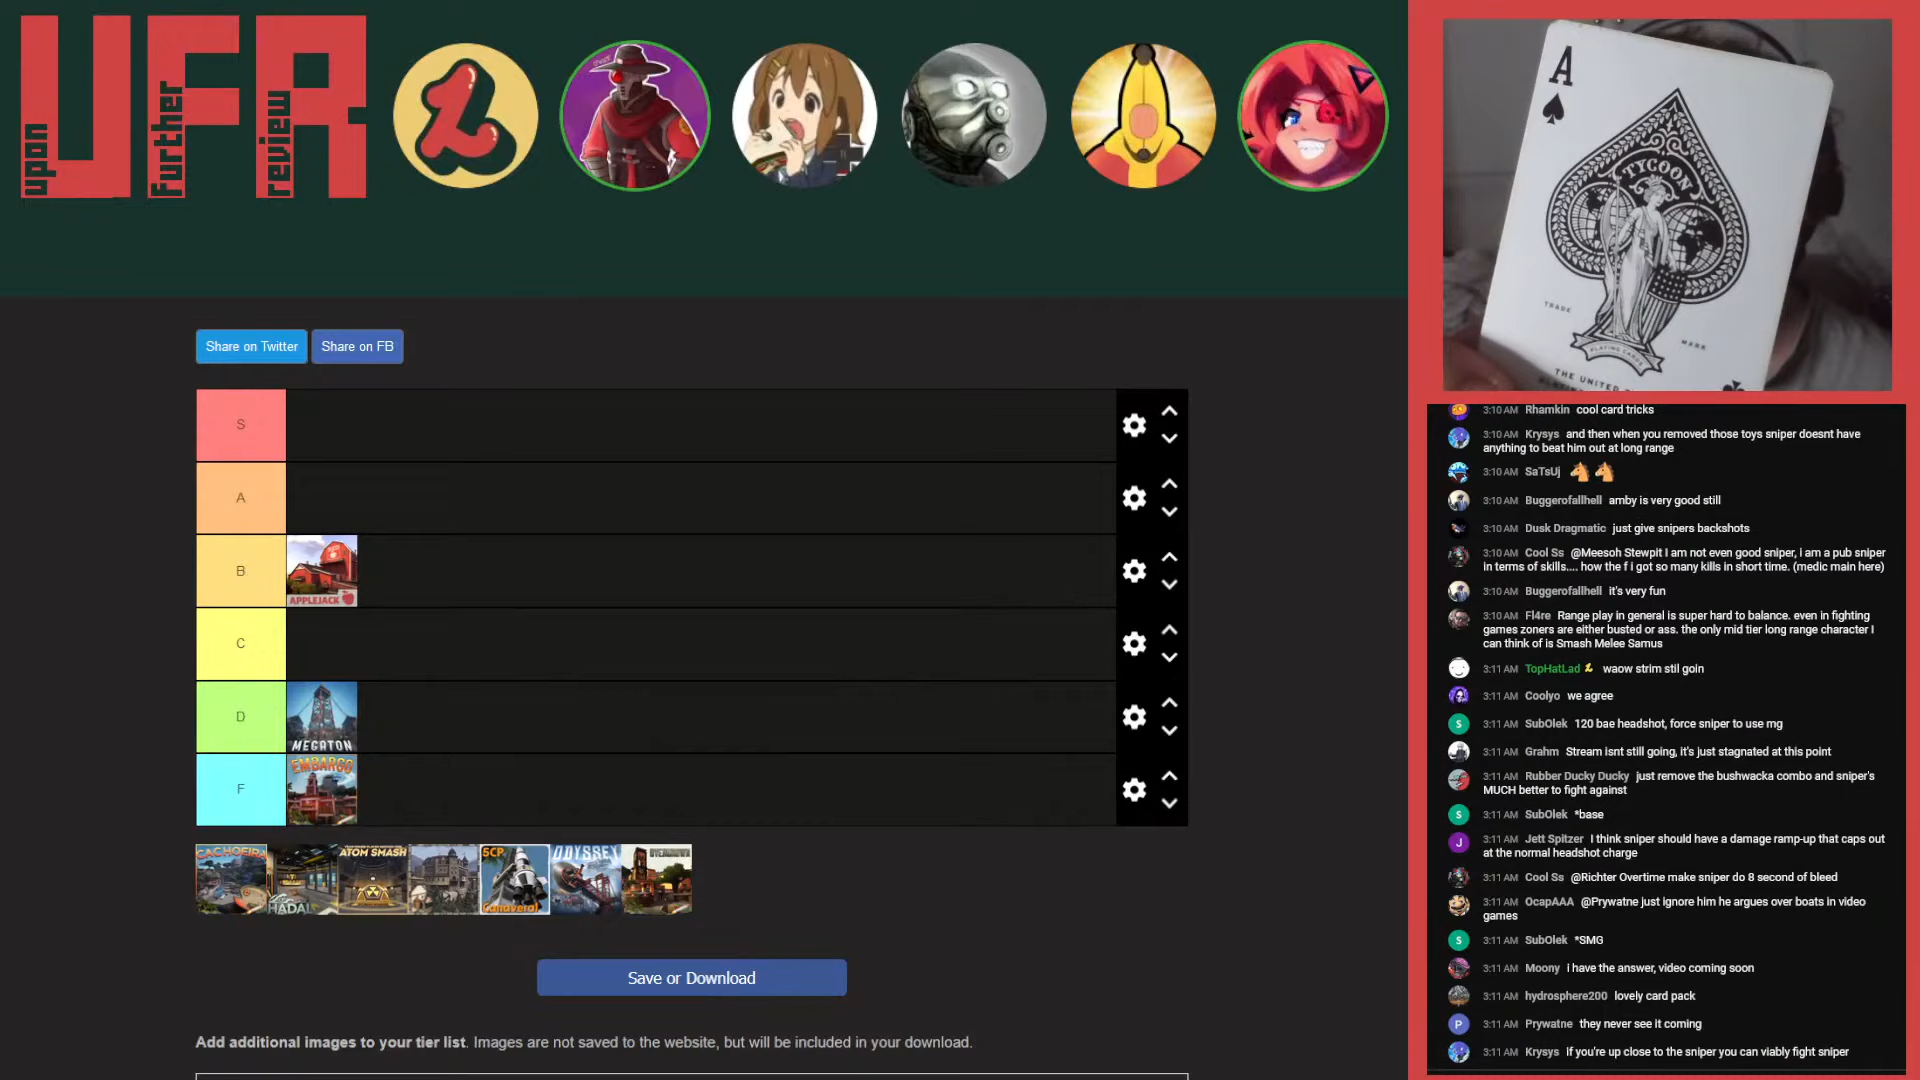 UFR
upon
Further
review
Share on Twitter
Share on FB
S
A
B
APPLEJACK
C
D
MEGATON
F
EMBARGO
CACHOEIRA
HADAL
ATOM SMASH
5CP
Canaveral
ODYSSEY
OVERGROWN
Save or Download
Add additional images to your tier list. Images are not saved to the website, but will be included in your download.
A
TYCOON
TRADE
MARK
PLAYING CARDS
THE UNITED
3:10 AM Rhamkin cool card tricks
3:10 AM Krysys and then when you removed those toys sniper doesnt have
anything to beat him out at long range
3:10 AM SaTsUj
3:10 AM Buggerofallhell amby is very good still
3:10 AM Dusk Dragmatic just give snipers backshots
3:10 AM Cool Ss @Meesoh Stewpit I am not even good sniper, i am a pub sniper
in terms of skills.... how the f i got so many kills in short time. (medic main here)
3:10 AM Buggerofallhell it's very fun
3:10 AM Fl4re Range play in general is super hard to balance. even in fighting
games zoners are either busted or ass. the only mid tier long range character I
can think of is Smash Melee Samus
3:11 AM TopHatLad waow strim stil goin
3:11 AM Coolyo we agree
S
3:11 AM SubOlek 120 bae headshot, force sniper to use mg
3:11 AM Grahm Stream isnt still going, it's just stagnated at this point
3:11 AM Rubber Ducky Ducky just remove the bushwacka combo and sniper's
MUCH better to fight against
S
3:11 AM SubOlek *base
J
3:11 AM Jett Spitzer I think sniper should have a damage ramp-up that caps out
at the normal headshot charge
3:11 AM Cool Ss @Richter Overtime make sniper do 8 second of bleed
3:11 AM OcapAAA @Prywatne just ignore him he argues over boats in video
games
S
3:11 AM SubOlek *SMG
3:11 AM Moony i have the answer, video coming soon
3:11 AM hydrosphere200 lovely card pack
P
3:11 AM Prywatne they never see it coming
3:11 AM Krysys If you're up close to the sniper you can viably fight sniper